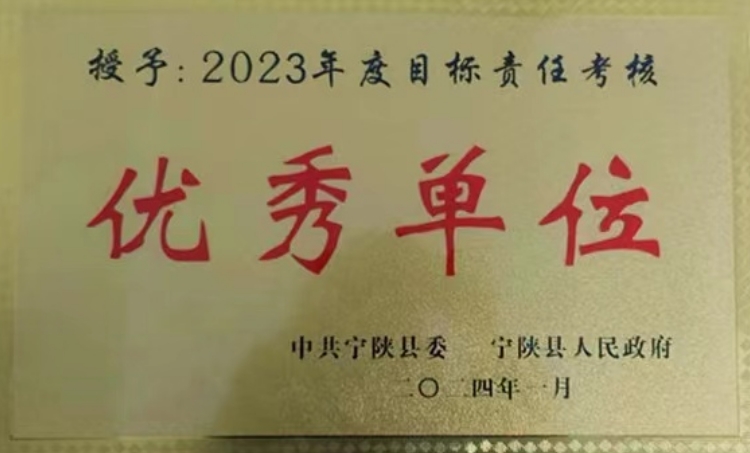 授予:2023年度目标责任考核
优秀单位
中共宁陕县委 宁陕县人民政府
二〇二四年一月